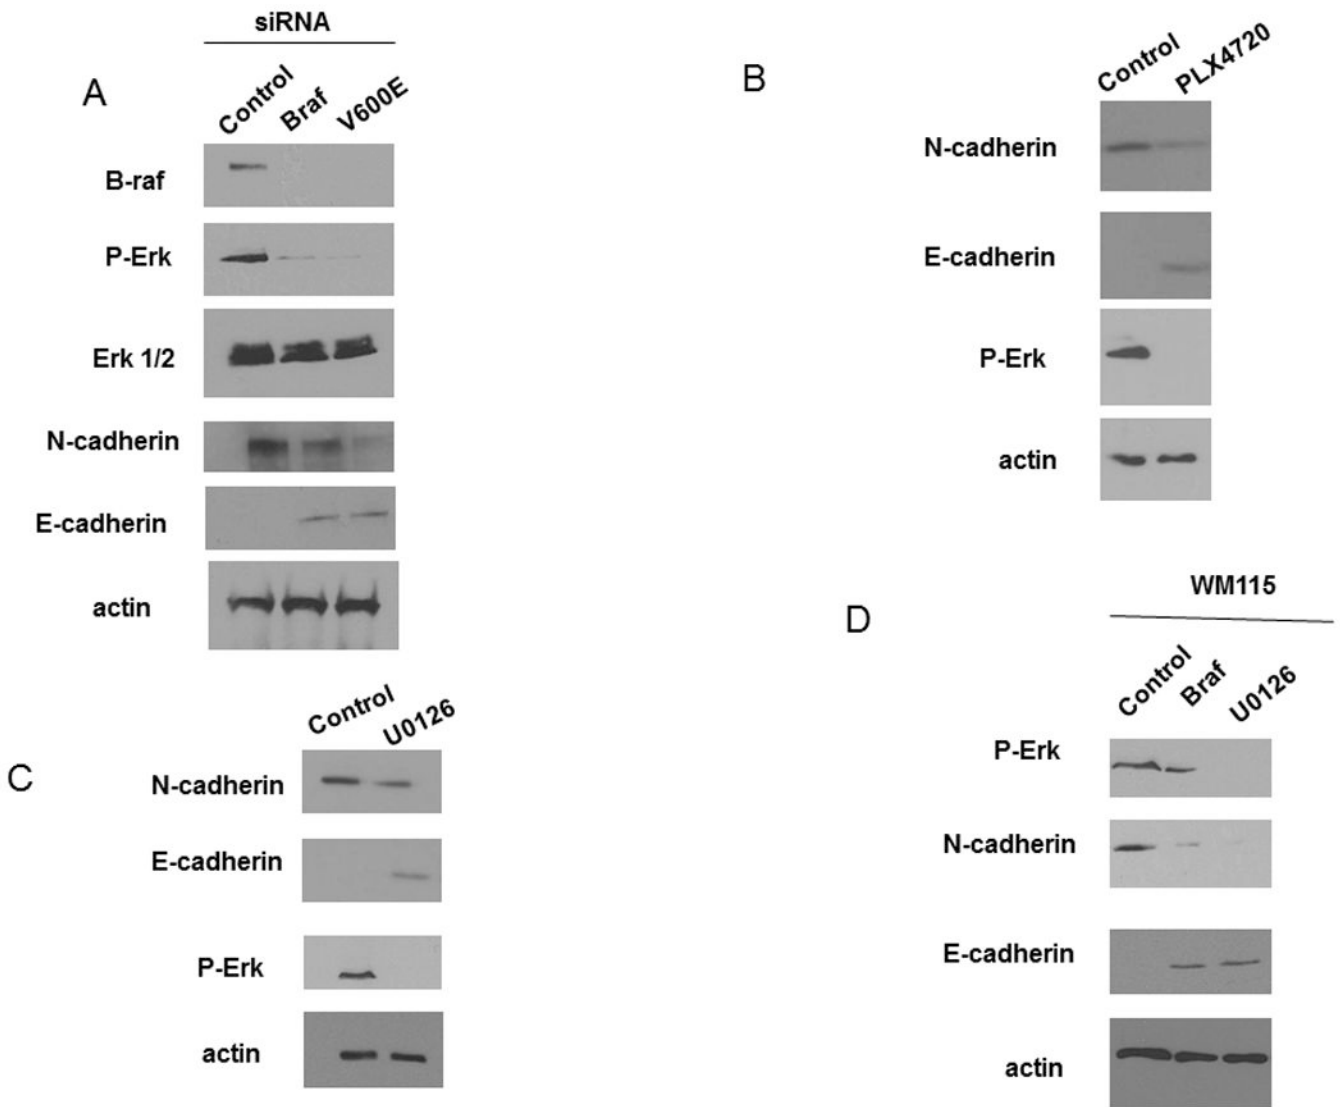 siRNA
A
Control
Braf
V600E
B-raf
P-Erk
Erk 1/2
N-cadherin
E-cadherin
actin
B
Control
PLX4720
N-cadherin
E-cadherin
P-Erk
actin
C
Control
U0126
N-cadherin
E-cadherin
P-Erk
actin
WM115
D
Control
Braf
U0126
P-Erk
N-cadherin
E-cadherin
actin